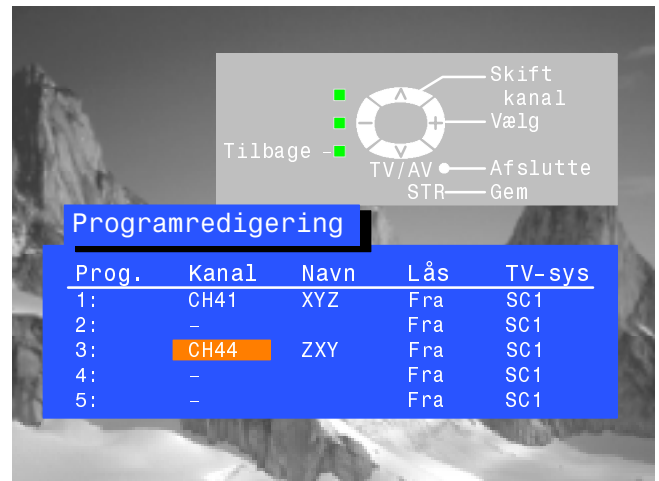 Skift
kanal
Vælg
Tilbage –
TV/AV Afslutte
STR Gem
Programredigering
Prog. Kanal Navn Lås TV-sys
1: CH41 XYZ Fra SC1
2: – Fra SC1
3: CH44 ZXY Fra SC1
4: – Fra SC1
5: – Fra SC1